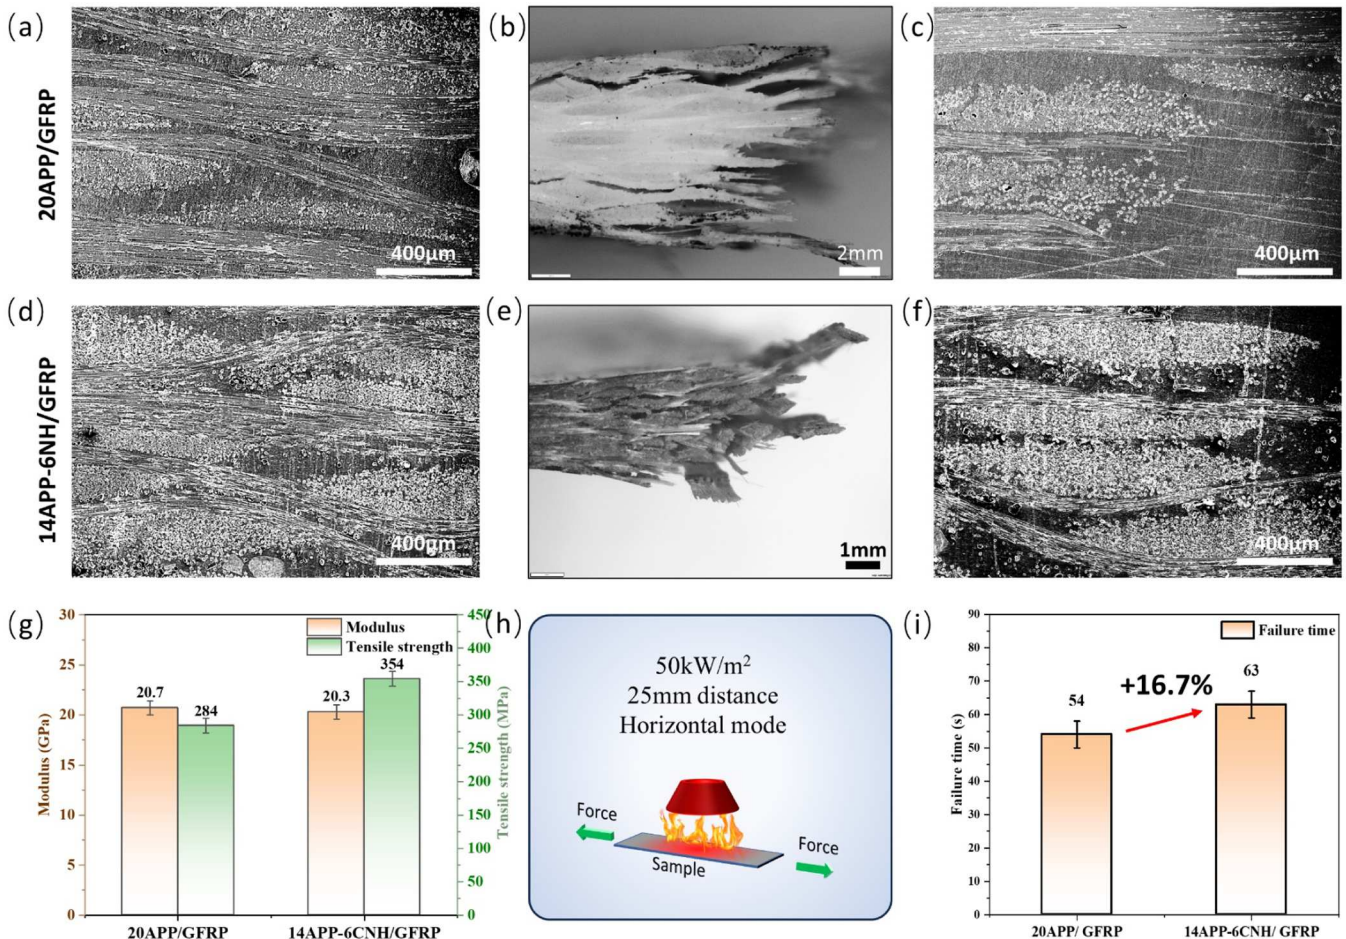 (a)
(b)
(c)
20APP/GFRP
400μm
2mm
400μm
(d)
(e)
(f)
14APP-6NH/GFRP
400μm
1mm
400μm
(g)
30
25
20
15
10
5
0
Modulus (GPa)
Modulus
Tensile strength
20.7
284
20.3
354
450
400
350
300
250
200
150
100
50
0
Tensile strength (MPa)
20APP/GFRP
14APP-6CNH/GFRP
(h)
50kW/m²
25mm distance
Horizontal mode
Force
Force
Sample
(i)
90
80
70
60
50
40
30
20
10
0
Failure time (s)
Failure time
54
+16.7%
63
20APP/ GFRP
14APP-6CNH/ GFRP